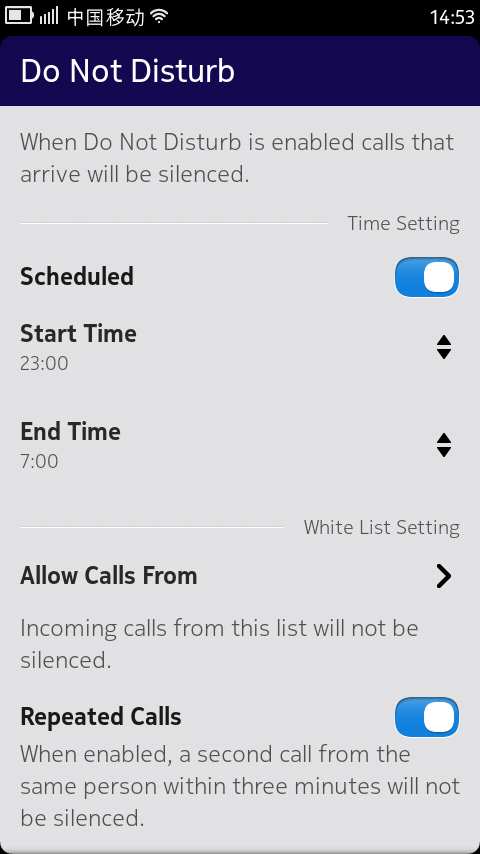 中国移动 14:53
Do Not Disturb
When Do Not Disturb is enabled calls that
arrive will be silenced.
Time Setting
Scheduled
Start Time
23:00
End Time
7:00
White List Setting
Allow Calls From
Incoming calls from this list will not be
silenced.
Repeated Calls
When enabled, a second call from the
same person within three minutes will not
be silenced.